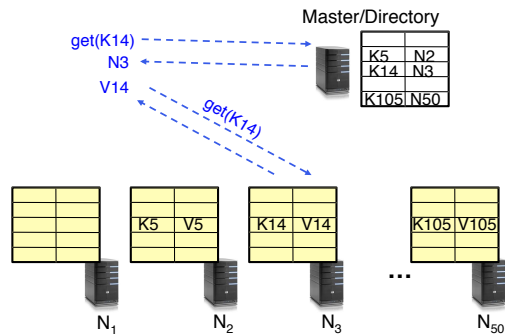 Master/Directory
get(K14)
N3
K5 N2
K14 N3
K105 N50
V14
get(K14)
K5 V5
K14 V14
K105 V105
...
N1 N2 N3 N50